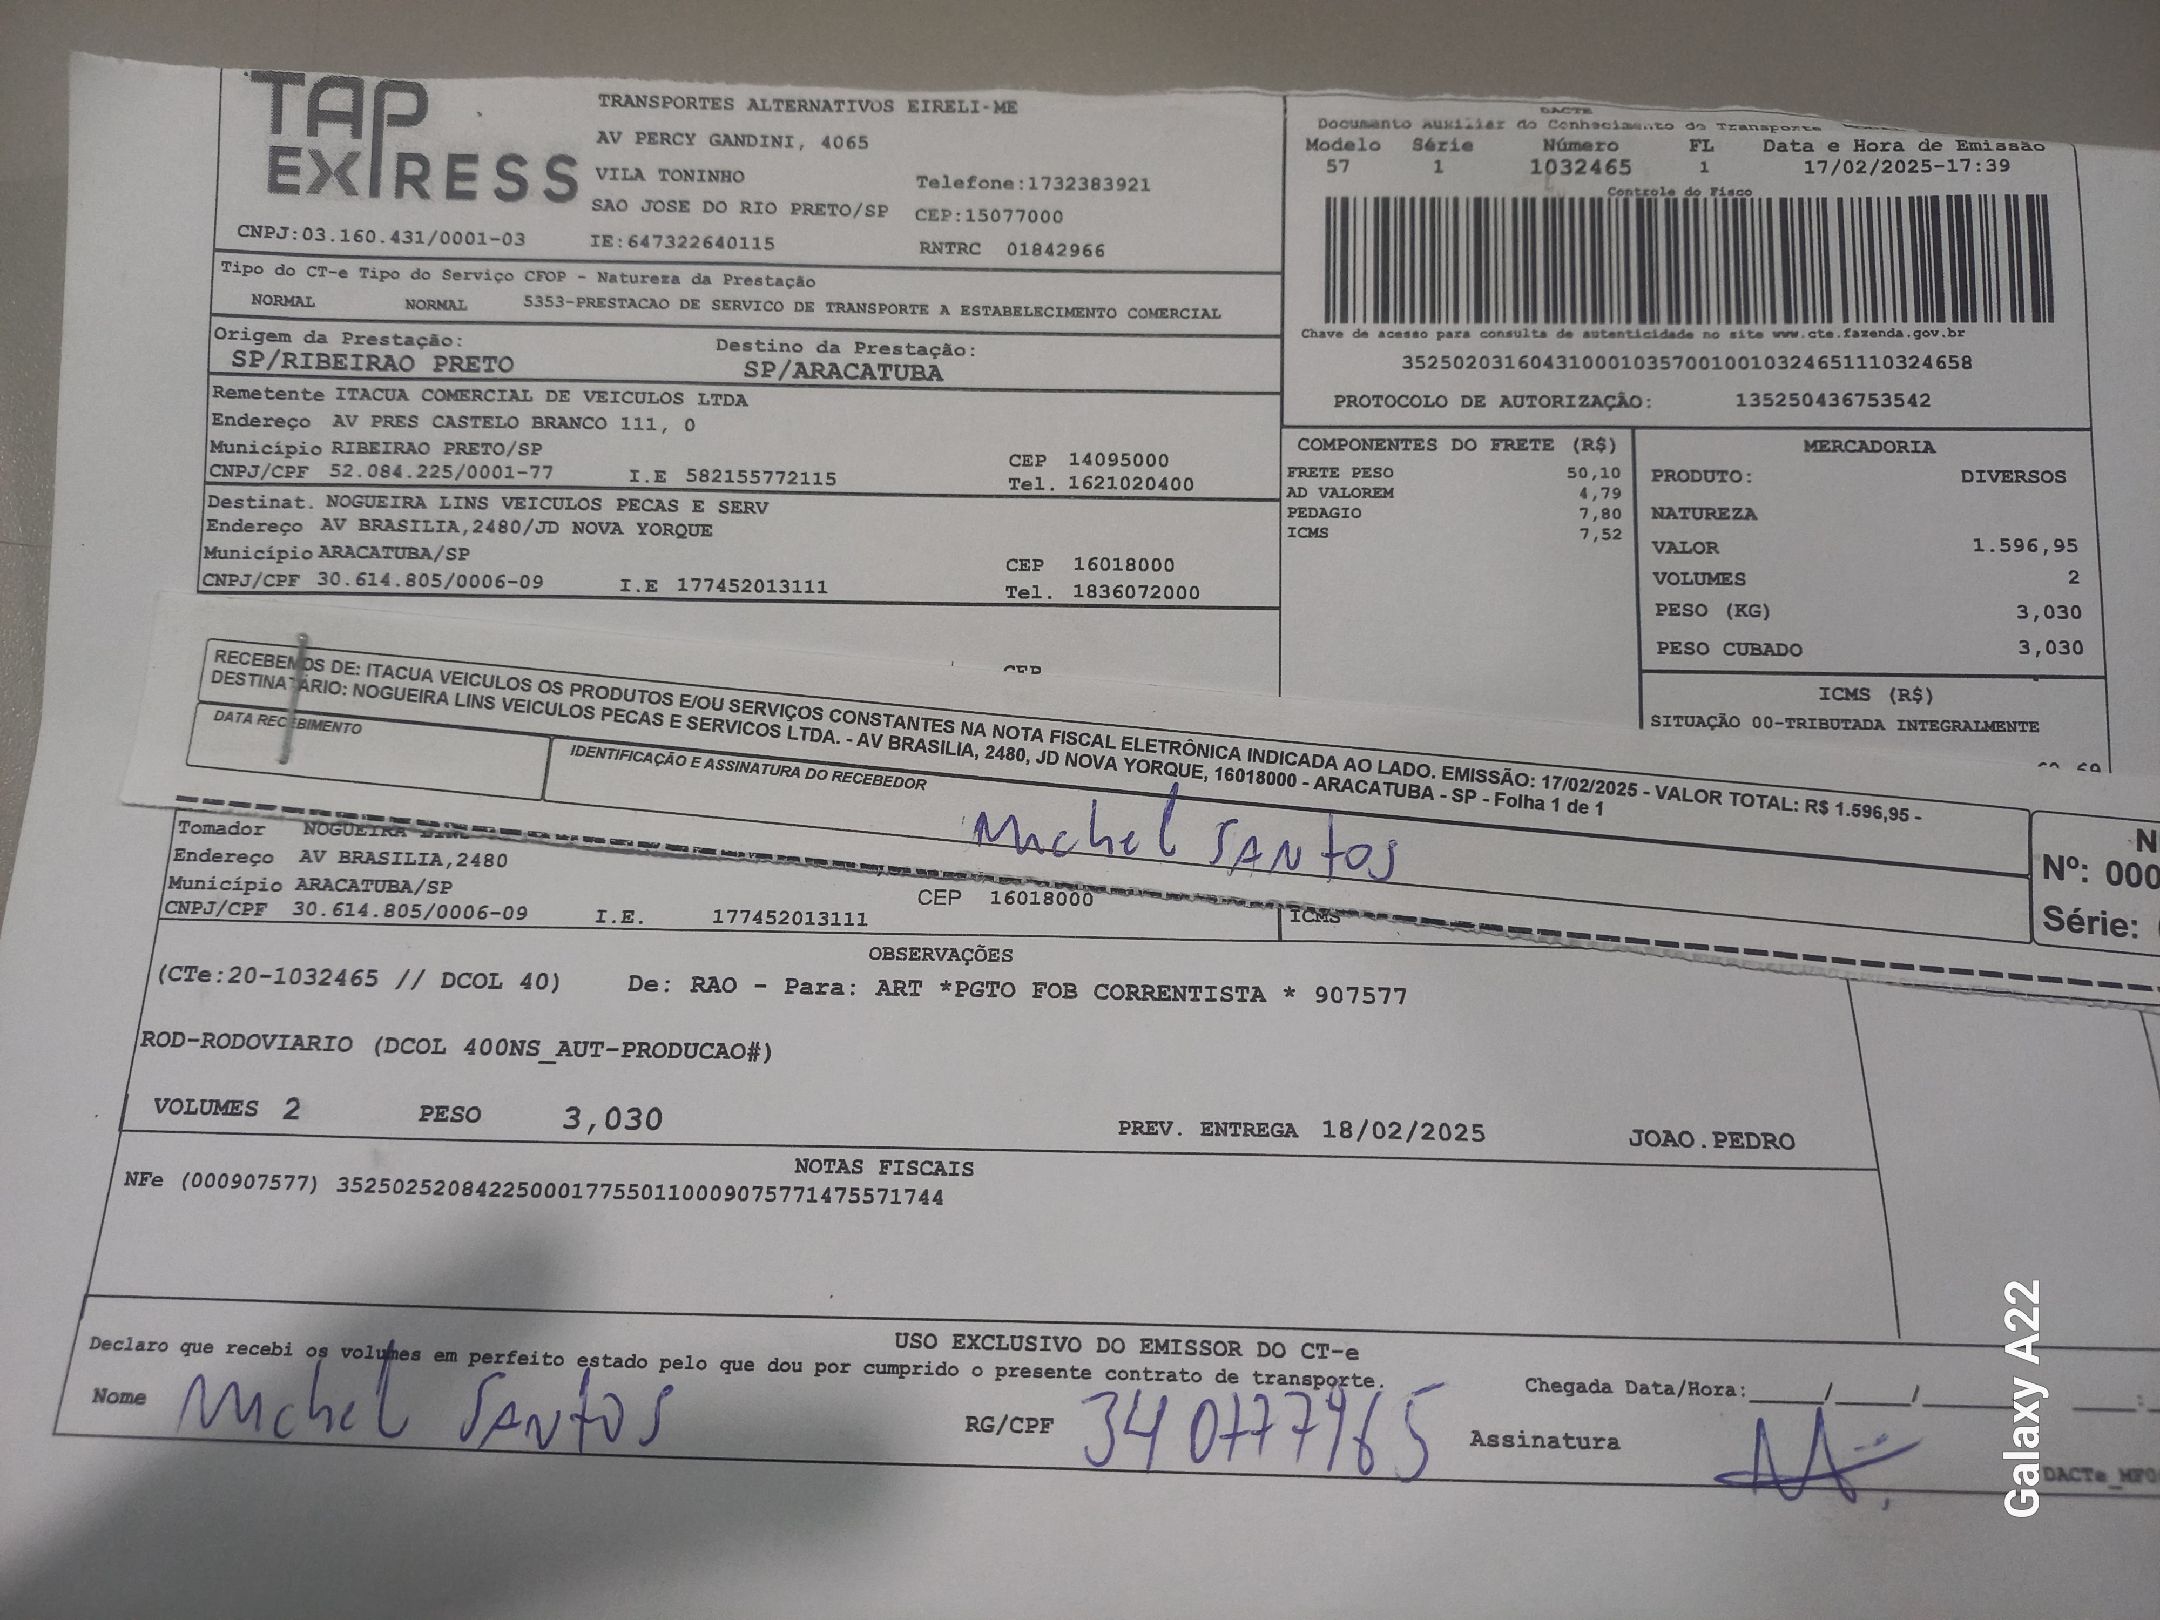 TAP EXPRESS
TRANSPORTES ALTERNATIVOS EIRELI-ME
AV PERCY GANDINI, 4065
VILA TONINHO Telefone:1732383921
SAO JOSE DO RIO PRETO/SP CEP:15077000
CNPJ:03.160.431/0001-03 IE:647322640115 RNTRC 01842966
Tipo do CT-e Tipo do Serviço CFOP - Natureza da Prestação
NORMAL NORMAL 5353-PRESTACAO DE SERVICO DE TRANSPORTE A ESTABELECIMENTO COMERCIAL
Origem da Prestação: Destino da Prestação:
SP/RIBEIRAO PRETO SP/ARACATUBA
Remetente ITACUA COMERCIAL DE VEICULOS LTDA
Endereço AV PRES CASTELO BRANCO 111, 0
Município RIBEIRAO PRETO/SP CEP 14095000
CNPJ/CPF 52.084.225/0001-77 I.E 582155772115 Tel. 1621020400
Destinat. NOGUEIRA LINS VEICULOS PECAS E SERV
Endereço AV BRASILIA,2480/JD NOVA YORQUE
Município ARACATUBA/SP CEP 16018000
CNPJ/CPF 30.614.805/0006-09 I.E 177452013111 Tel. 1836072000
DACTE
Documento Auxiliar do Conhecimento de Transporte
Modelo Série Número FL Data e Hora de Emissão
57 1 1032465 1 17/02/2025-17:39
Controle do Fisco
Chave de acesso para consulta de autenticidade no site www.cte.fazenda.gov.br
35250203160431000103570010010324651110324658
PROTOCOLO DE AUTORIZAÇÃO: 135250436753542
COMPONENTES DO FRETE (R$)
FRETE PESO 50,10
AD VALOREM 4,79
PEDAGIO 7,80
ICMS 7,52
MERCADORIA
PRODUTO: DIVERSOS
NATUREZA
VALOR 1.596,95
VOLUMES 2
PESO (KG) 3,030
PESO CUBADO 3,030
ICMS (R$)
SITUAÇÃO 00-TRIBUTADA INTEGRALMENTE
RECEBEMOS DE: ITACUA VEICULOS OS PRODUTOS E/OU SERVIÇOS CONSTANTES NA NOTA FISCAL ELETRÔNICA INDICADA AO LADO. EMISSÃO: 17/02/2025 - VALOR TOTAL: R$ 1.596,95 -
DESTINATÁRIO: NOGUEIRA LINS VEICULOS PECAS E SERVICOS LTDA. - AV BRASILIA, 2480, JD NOVA YORQUE, 16018000 - ARACATUBA - SP - Folha 1 de 1
DATA RECEBIMENTO IDENTIFICAÇÃO E ASSINATURA DO RECEBEDOR
Michel SANtOS
N
Nº: 000
Série:
Tomador NOGUEIRA LINS
Endereço AV BRASILIA,2480
Município ARACATUBA/SP CEP 16018000
CNPJ/CPF 30.614.805/0006-09 I.E. 177452013111 ICMS
OBSERVAÇÕES
(CTe:20-1032465 // DCOL 40) De: RAO - Para: ART *PGTO FOB CORRENTISTA * 907577
ROD-RODOVIARIO (DCOL 400NS_AUT-PRODUCAO#)
VOLUMES 2 PESO 3,030 PREV. ENTREGA 18/02/2025 JOAO.PEDRO
NOTAS FISCAIS
NFe (000907577) 35250252084225000177550110009075771475571744
USO EXCLUSIVO DO EMISSOR DO CT-e
Declaro que recebi os volumes em perfeito estado pelo que dou por cumprido o presente contrato de transporte.
Nome Michel SANtOS RG/CPF 340777965 Assinatura
Chegada Data/Hora:____/____/____ ___:
Galaxy A22